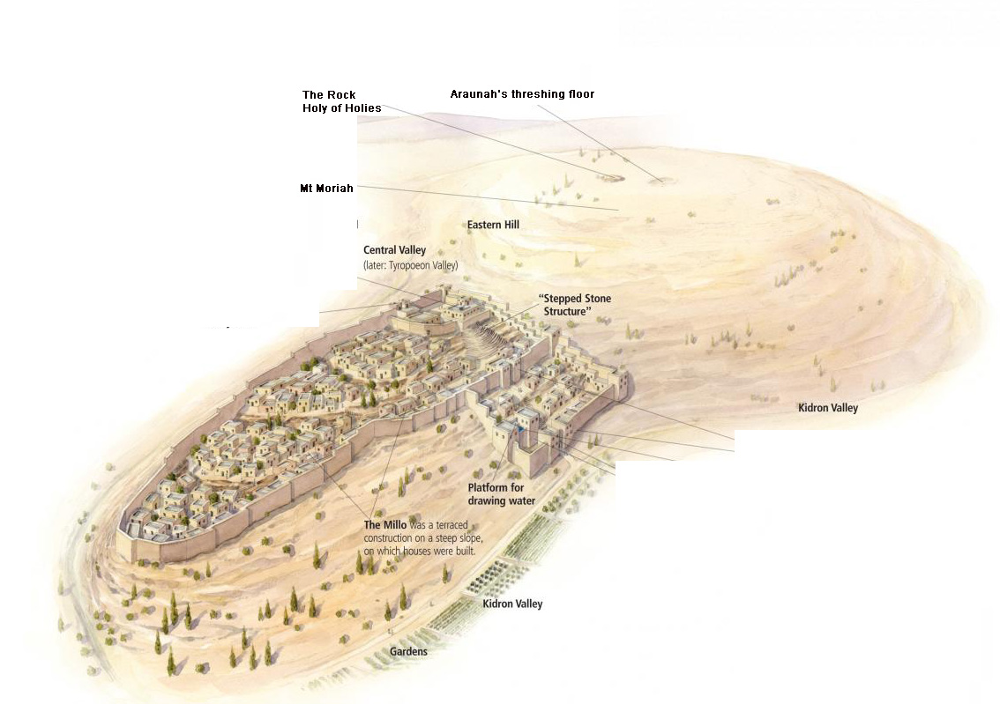 The Rock
Holy of Holies
Araunah's threshing floor
Mt Moriah
Eastern Hill
Central Valley
(later: Tyropoeon Valley)
“Stepped Stone
Structure”
Kidron Valley
Platform for
drawing water
The Millo was a terraced
construction on a steep slope,
on which houses were built.
Kidron Valley
Gardens